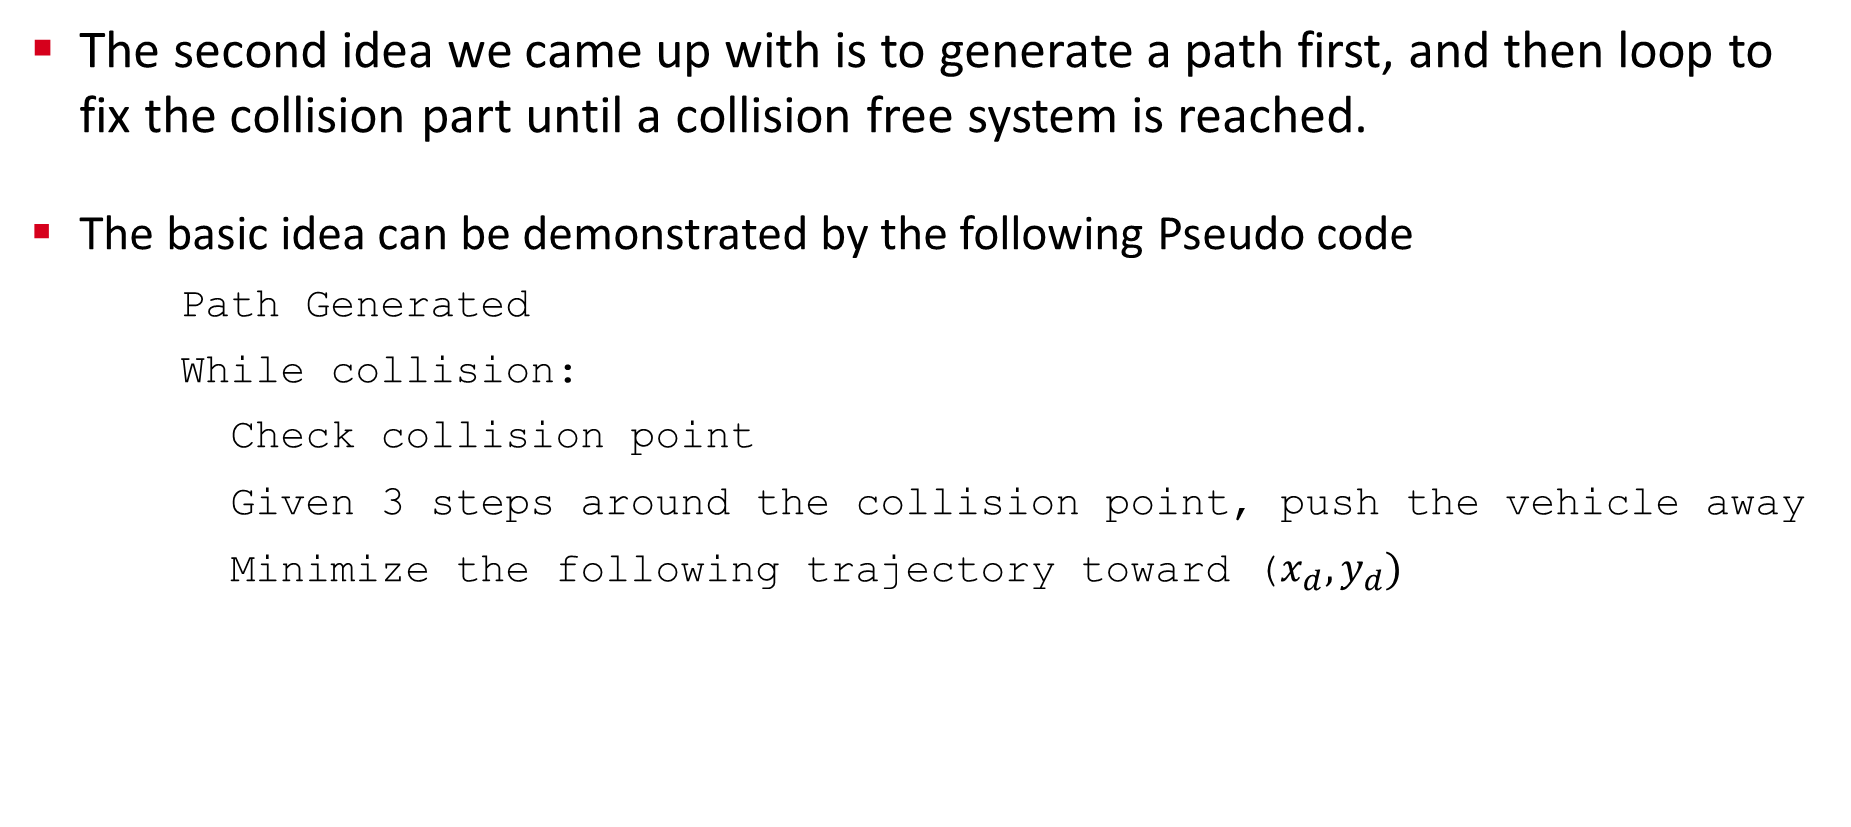 ▪ The second idea we came up with is to generate a path first, and then loop to
fix the collision part until a collision free system is reached.
▪ The basic idea can be demonstrated by the following Pseudo code
Path Generated
While collision:
Check collision point
Given 3 steps around the collision point, push the vehicle away
Minimize the following trajectory toward (x_d, y_d)